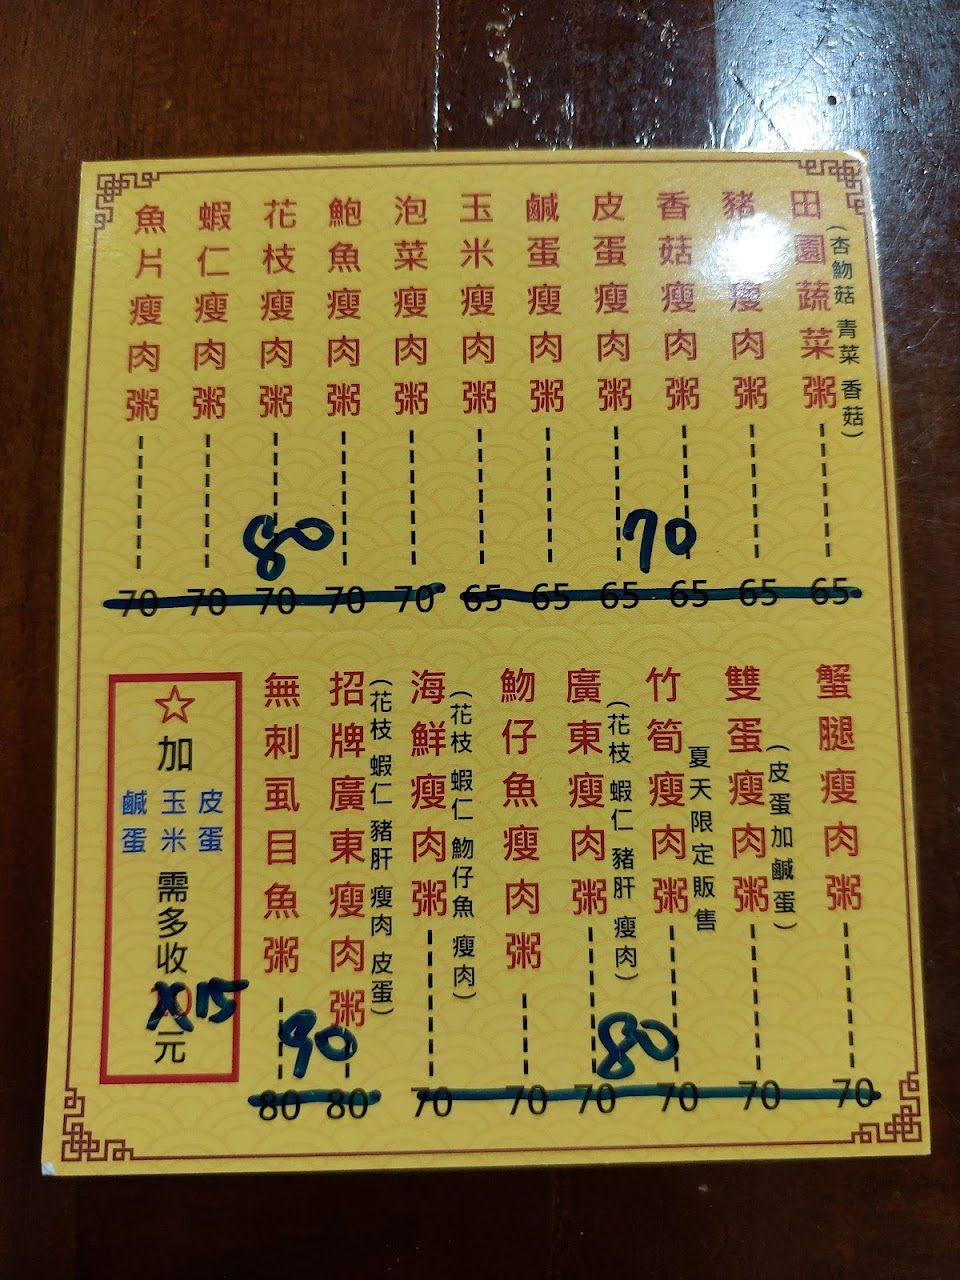 田園蔬菜粥 65
(杏魩菇 青菜 香菇)
豬 瘦肉粥 65
香菇瘦肉粥 65
皮蛋瘦肉粥 65
鹹蛋瘦肉粥 65
玉米瘦肉粥 65
70
泡菜瘦肉粥 70
鮑魚瘦肉粥 70
花枝瘦肉粥 70
蝦仁瘦肉粥 70
魚片瘦肉粥 70
80
蟹腿瘦肉粥 70
雙蛋瘦肉粥 70
(皮蛋加鹹蛋)
竹筍瘦肉粥 70
夏天限定販售
廣東瘦肉粥 70
(花枝 蝦仁 豬肝 瘦肉)
魩仔魚瘦肉粥 70
海鮮瘦肉粥 70
(花枝 蝦仁 魩仔魚 瘦肉)
80
招牌廣東瘦肉粥 80
(花枝 蝦仁 豬肝 瘦肉 皮蛋)
無刺虱目魚粥 80
90
☆加
皮蛋
玉米
鹹蛋
需多收
15
元